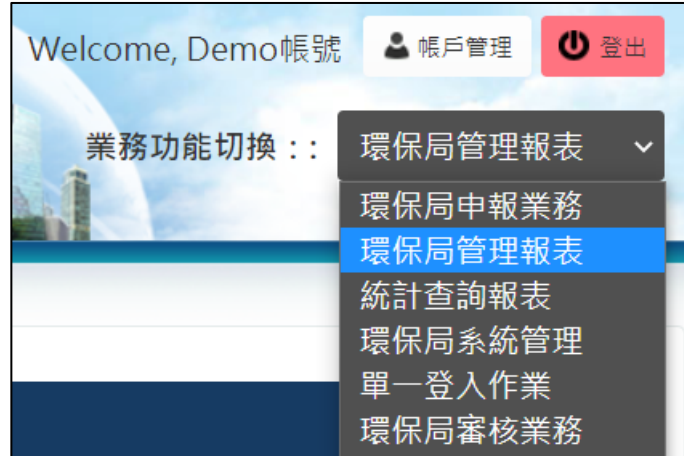 Welcome, Demo帳號 帳戶管理 登出
業務功能切換：: 環保局管理報表
環保局申報業務
環保局管理報表
統計查詢報表
環保局系統管理
單一登入作業
環保局審核業務